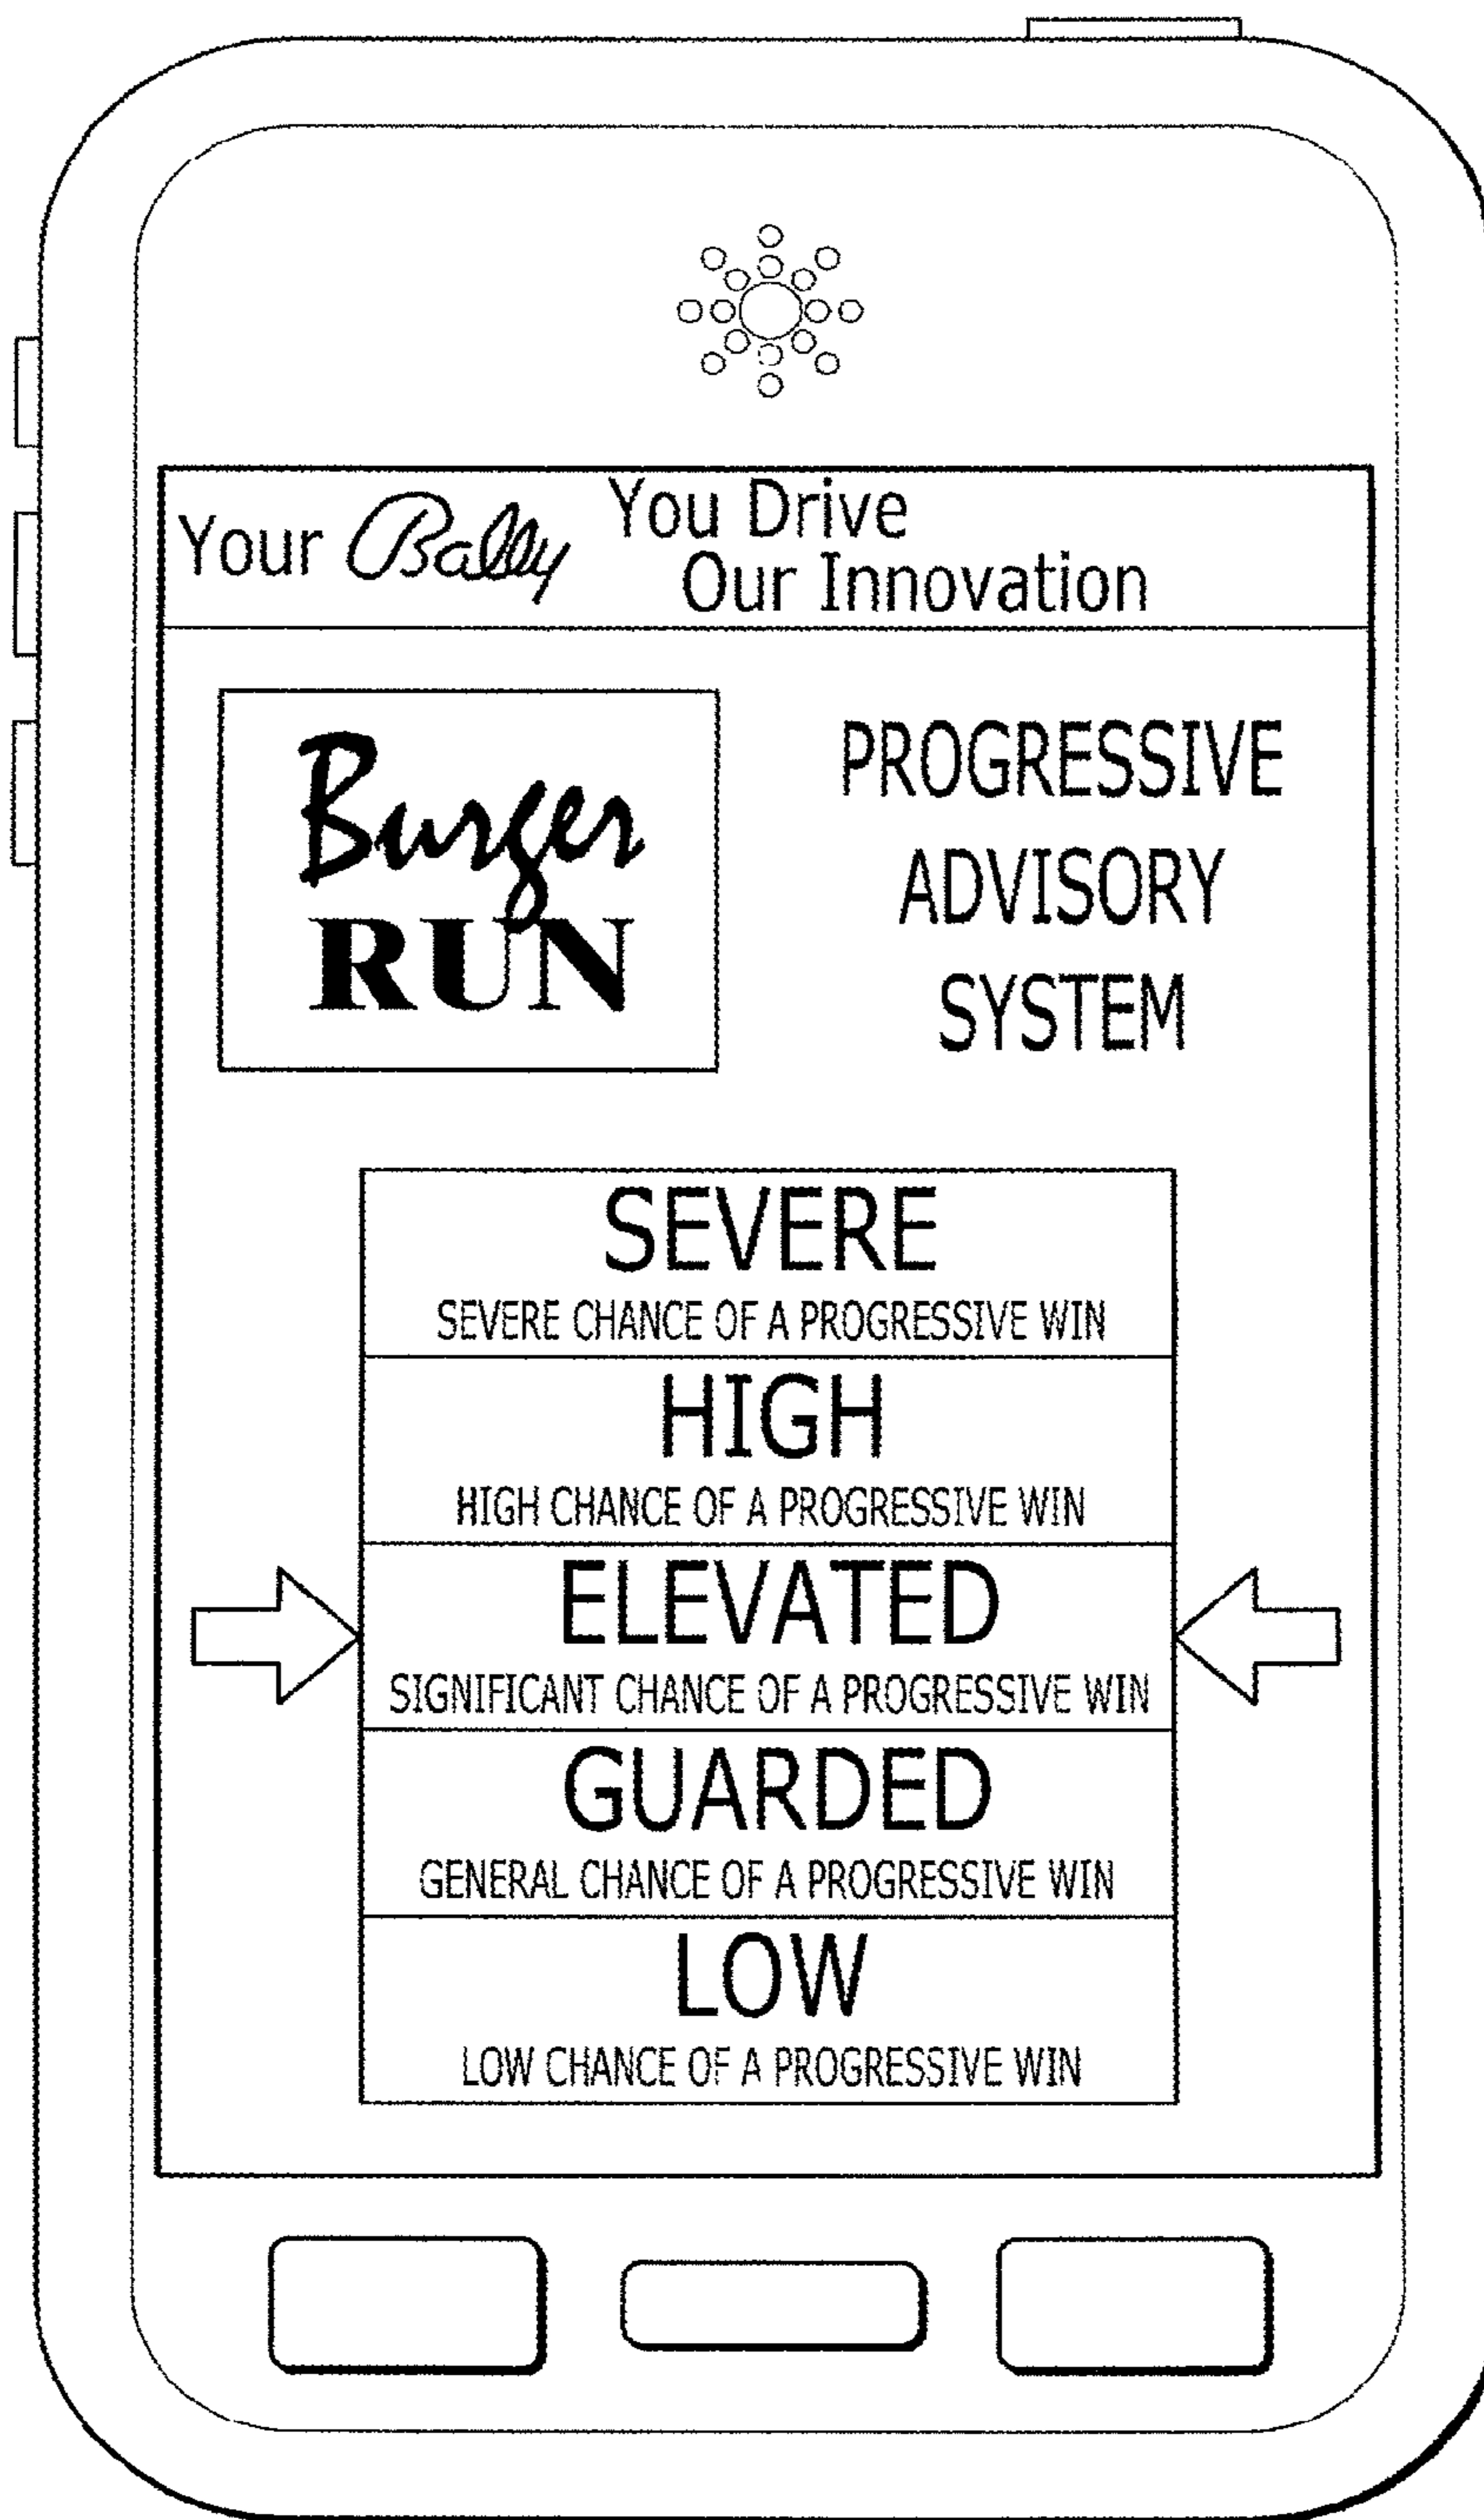 Your Bally You Drive
Our Innovation
Burger
RUN
PROGRESSIVE
ADVISORY
SYSTEM
SEVERE
SEVERE CHANCE OF A PROGRESSIVE WIN
HIGH
HIGH CHANCE OF A PROGRESSIVE WIN
ELEVATED
SIGNIFICANT CHANCE OF A PROGRESSIVE WIN
GUARDED
GENERAL CHANCE OF A PROGRESSIVE WIN
LOW
LOW CHANCE OF A PROGRESSIVE WIN